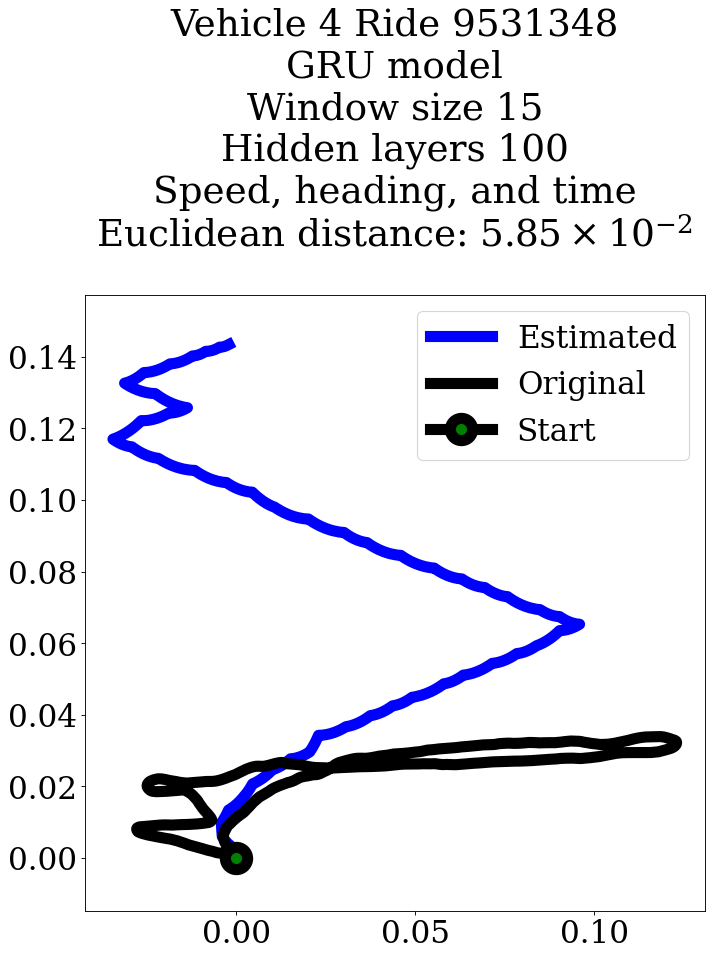 Vehicle 4 Ride 9531348
GRU model
Window size 15
Hidden layers 100
Speed, heading, and time
Euclidean distance: 5.85 × 10⁻²
Estimated
Original
Start
0.14
0.12
0.10
0.08
0.06
0.04
0.02
0.00
0.00 0.05 0.10